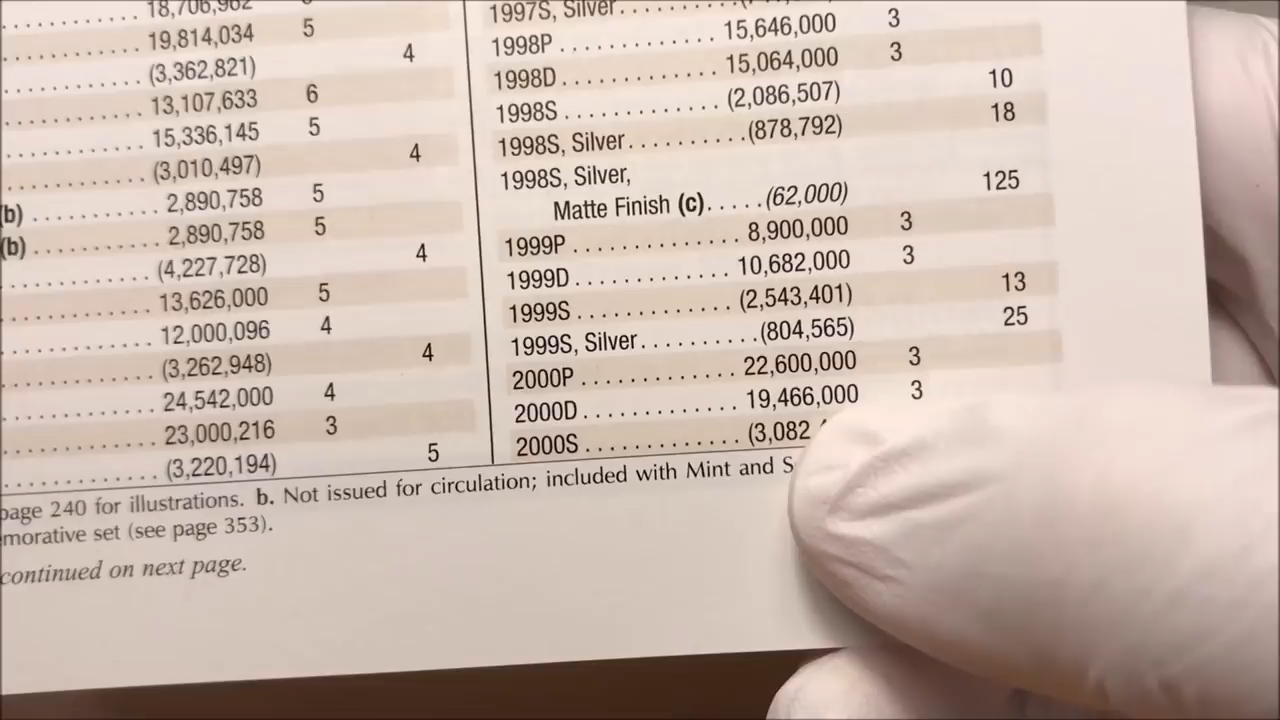 18,706,962
19,814,034 5
(3,362,821) 4
13,107,633 6
15,336,145 5
(3,010,497) 4
(b) 2,890,758 5
(b) 2,890,758 5
(4,227,728) 4
13,626,000 5
12,000,096 4
(3,262,948) 4
24,542,000 4
23,000,216 3
(3,220,194) 5
1997S, Silver
1998P 15,646,000 3
1998D 15,064,000 3
1998S (2,086,507) 10
1998S, Silver (878,792) 18
1998S, Silver,
Matte Finish (c) (62,000) 125
1999P 8,900,000 3
1999D 10,682,000 3
1999S (2,543,401) 13
1999S, Silver (804,565) 25
2000P 22,600,000 3
2000D 19,466,000 3
2000S (3,082
page 240 for illustrations. b. Not issued for circulation; included with Mint and S
morative set (see page 353).
continued on next page.